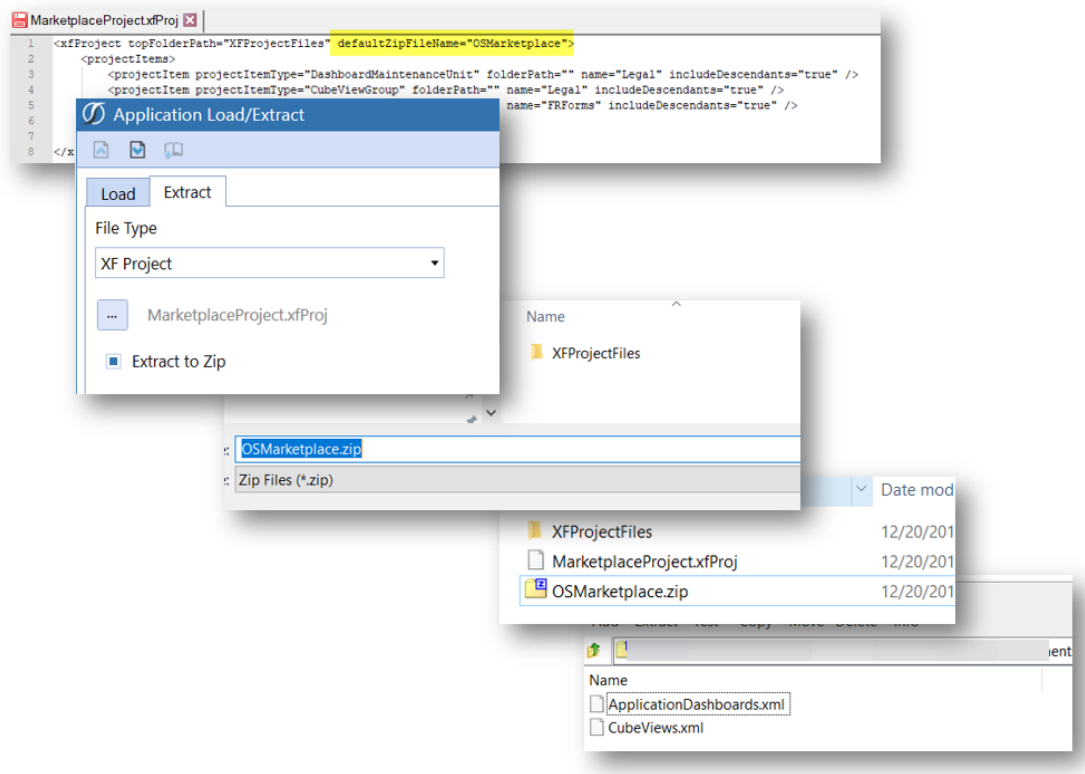 MarketplaceProject.xfProj
1 <xfProject topFolderPath="XFProjectFiles" defaultZipFileName="OSMarketplace">
2 <projectItems>
3 <projectItem projectItemType="DashboardMaintenanceUnit" folderPath="" name="Legal" includeDescendants="true" />
4 <projectItem projectItemType="CubeViewGroup" folderPath="" name="Legal" includeDescendants="true" />
5 name="FRForms" includeDescendants="true" />
6
7
8 </x
Application Load/Extract
Load Extract
File Type
XF Project
... MarketplaceProject.xfProj
Extract to Zip
Name
XFProjectFiles
e: OSMarketplace.zip
e: Zip Files (*.zip)
Date mod
XFProjectFiles 12/20/201
MarketplaceProject.xfProj 12/20/201
OSMarketplace.zip 12/20/201
Add Extract Test Copy Move Delete Info
ent
Name
ApplicationDashboards.xml
CubeViews.xml